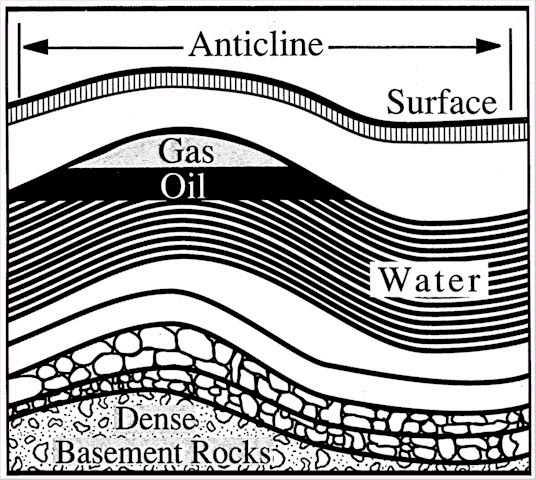 Anticline
Surface
Gas
Oil
Water
Dense
Basement Rocks